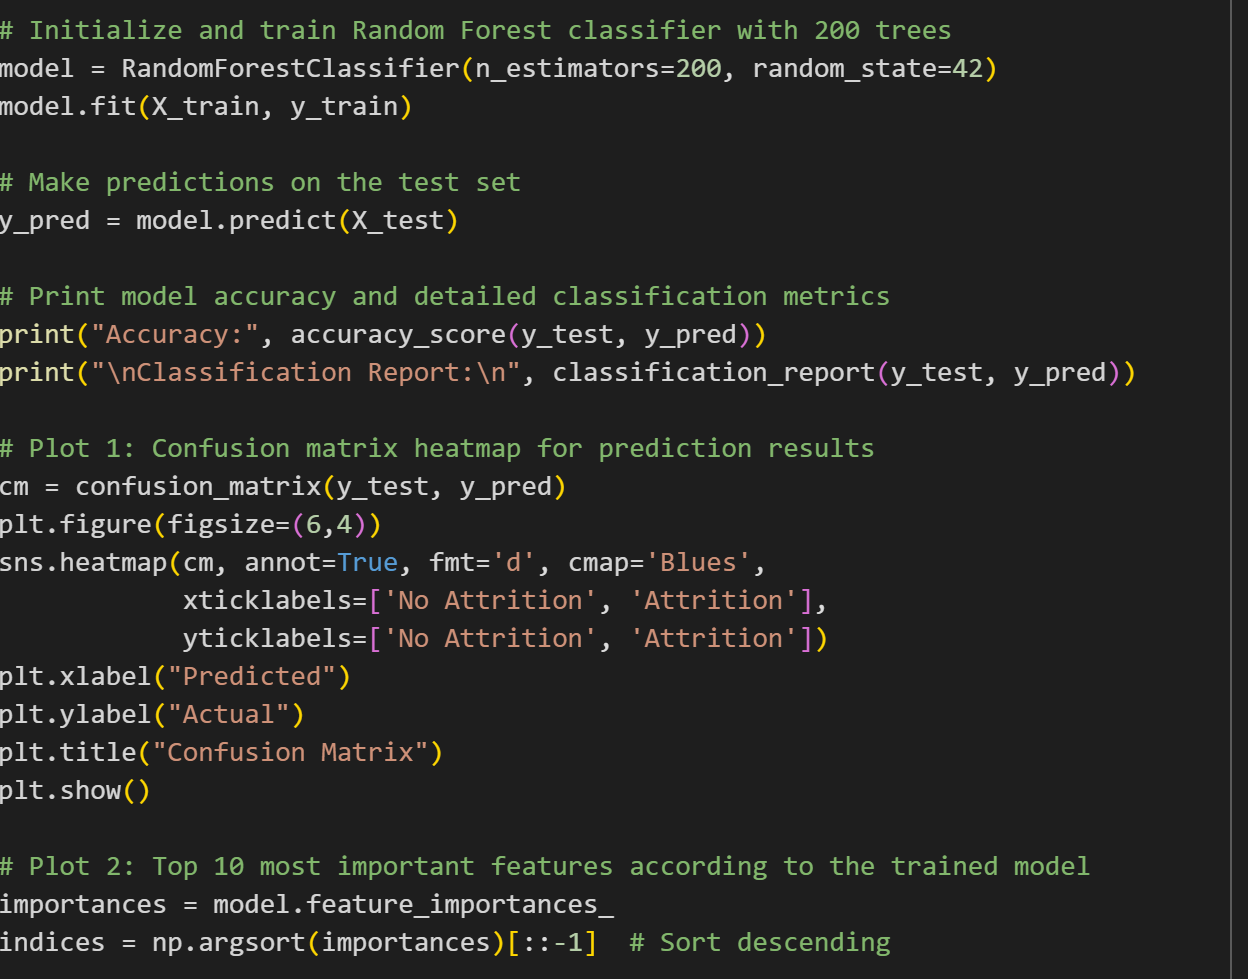 # Initialize and train Random Forest classifier with 200 trees
model = RandomForestClassifier(n_estimators=200, random_state=42)
model.fit(X_train, y_train)
# Make predictions on the test set
y_pred = model.predict(X_test)
# Print model accuracy and detailed classification metrics
print("Accuracy:", accuracy_score(y_test, y_pred))
print("\nClassification Report:\n", classification_report(y_test, y_pred))
# Plot 1: Confusion matrix heatmap for prediction results
cm = confusion_matrix(y_test, y_pred)
plt.figure(figsize=(6,4))
sns.heatmap(cm, annot=True, fmt='d', cmap='Blues',
            xticklabels=['No Attrition', 'Attrition'],
            yticklabels=['No Attrition', 'Attrition'])
plt.xlabel("Predicted")
plt.ylabel("Actual")
plt.title("Confusion Matrix")
plt.show()
# Plot 2: Top 10 most important features according to the trained model
importances = model.feature_importances_
indices = np.argsort(importances)[::-1]  # Sort descending